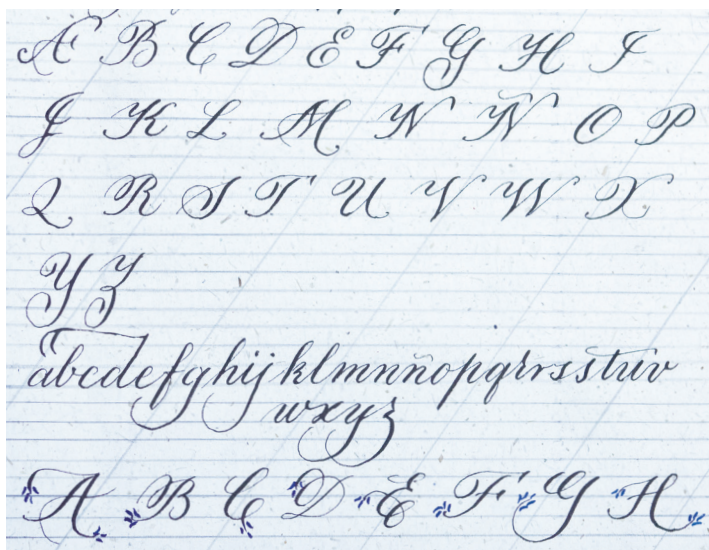 A B C D E F G H I
J K L M N Ñ O P
Q R S T U V W X
Y Z
abcdefghijklmnñopqrrsstuv
wxyz
A B C D E F G H